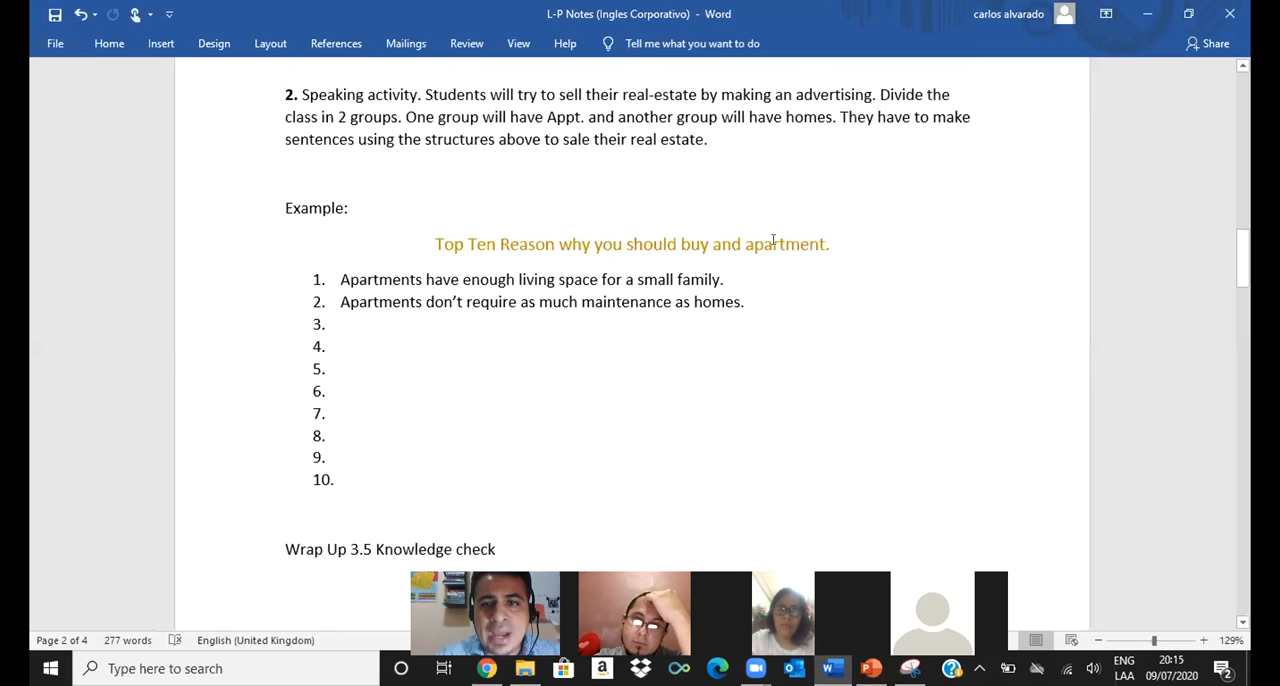 L-P Notes (Ingles Corporativo) - Word
carlos alvarado
File Home Insert Design Layout References Mailings Review View Help Tell me what you want to do Share
2. Speaking activity. Students will try to sell their real-estate by making an advertising. Divide the
class in 2 groups. One group will have Appt. and another group will have homes. They have to make
sentences using the structures above to sale their real estate.
Example:
Top Ten Reason why you should buy and apartment.
1. Apartments have enough living space for a small family.
2. Apartments don’t require as much maintenance as homes.
3.
4.
5.
6.
7.
8.
9.
10.
Wrap Up 3.5 Knowledge check
Page 2 of 4 277 words English (United Kingdom) 129%
Type here to search
ENG
LAA
20:15
09/07/2020
2